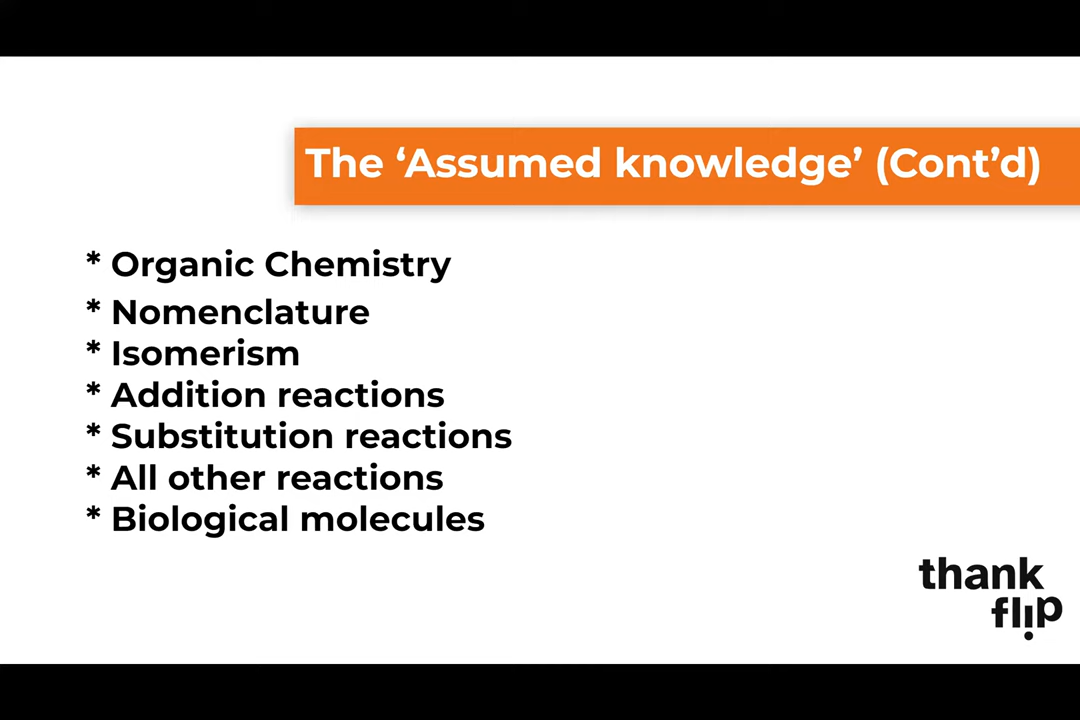 The ‘Assumed knowledge’ (Cont’d)
* Organic Chemistry
* Nomenclature
* Isomerism
* Addition reactions
* Substitution reactions
* All other reactions
* Biological molecules
thank
flip